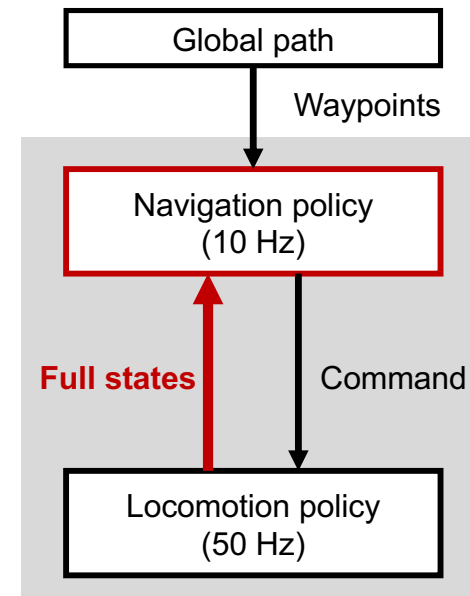 Global path
Waypoints
Navigation policy
(10 Hz)
Full states
Command
Locomotion policy
(50 Hz)